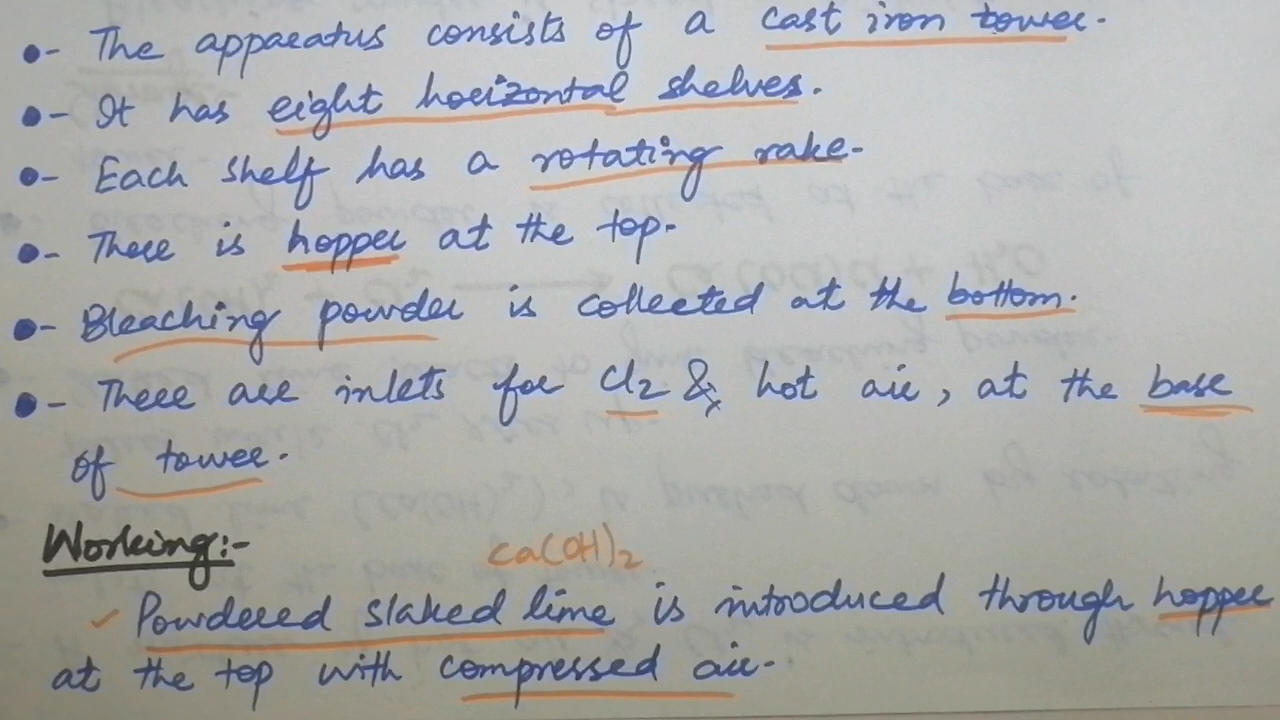 •- The apparatus consists of a cast iron tower.
•- It has eight horizontal shelves.
•- Each shelf has a rotating rake.
•- There is hopper at the top.
•- Bleaching powder is collected at the bottom.
•- There are inlets for Cl2 & hot air, at the base
of tower.
Working:-
ca(OH)2
✓ Powdered slaked lime is introduced through hopper
at the top with compressed air.